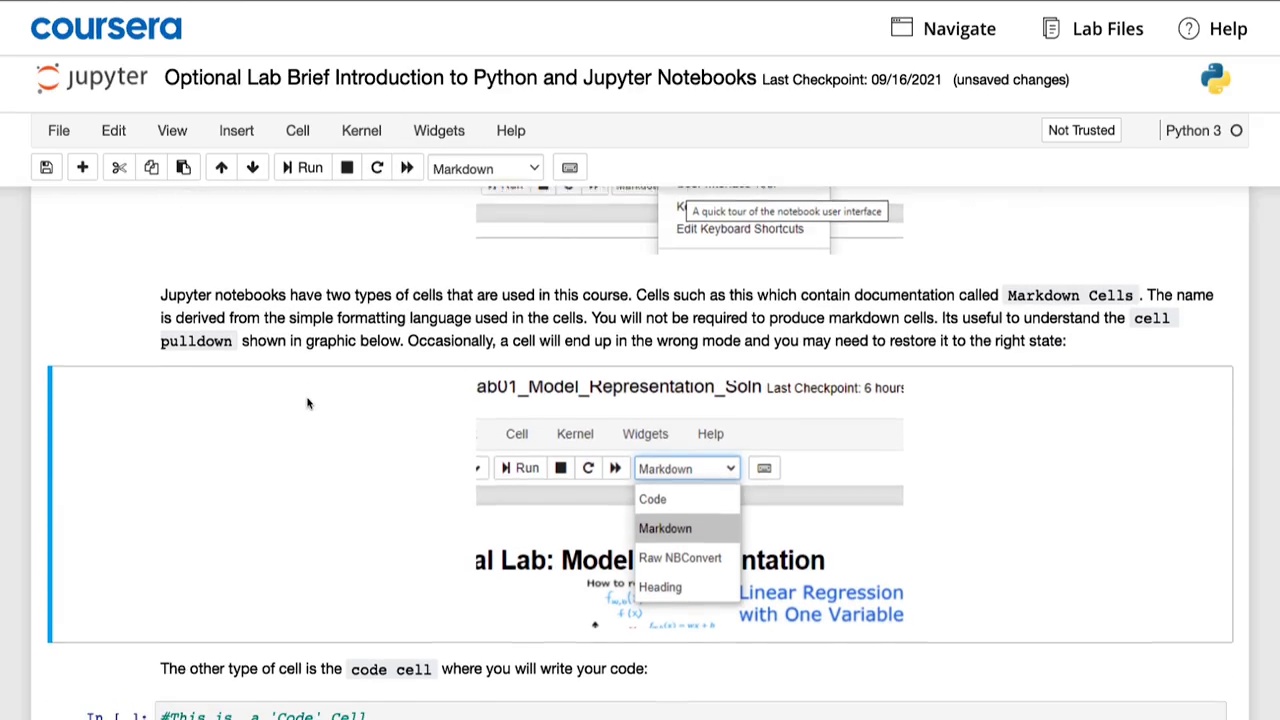 coursera
Navigate
Lab Files
Help
jupyter Optional Lab Brief Introduction to Python and Jupyter Notebooks Last Checkpoint: 09/16/2021 (unsaved changes)
File Edit View Insert Cell Kernel Widgets Help
Not Trusted
Python 3
Run
Markdown
A quick tour of the notebook user interface
Edit Keyboard Shortcuts
Jupyter notebooks have two types of cells that are used in this course. Cells such as this which contain documentation called Markdown Cells . The name
is derived from the simple formatting language used in the cells. You will not be required to produce markdown cells. Its useful to understand the cell
pulldown shown in graphic below. Occasionally, a cell will end up in the wrong mode and you may need to restore it to the right state:
ab01_Model_Representation_Soln Last Checkpoint: 6 hours
Cell Kernel Widgets Help
Run
Markdown
Code
Markdown
Raw NBConvert
Heading
al Lab: Model
ntation
How to r
f(x)
Linear Regression
with One Variable
The other type of cell is the code cell where you will write your code:
In [ ]: #This is a 'Code' Cell